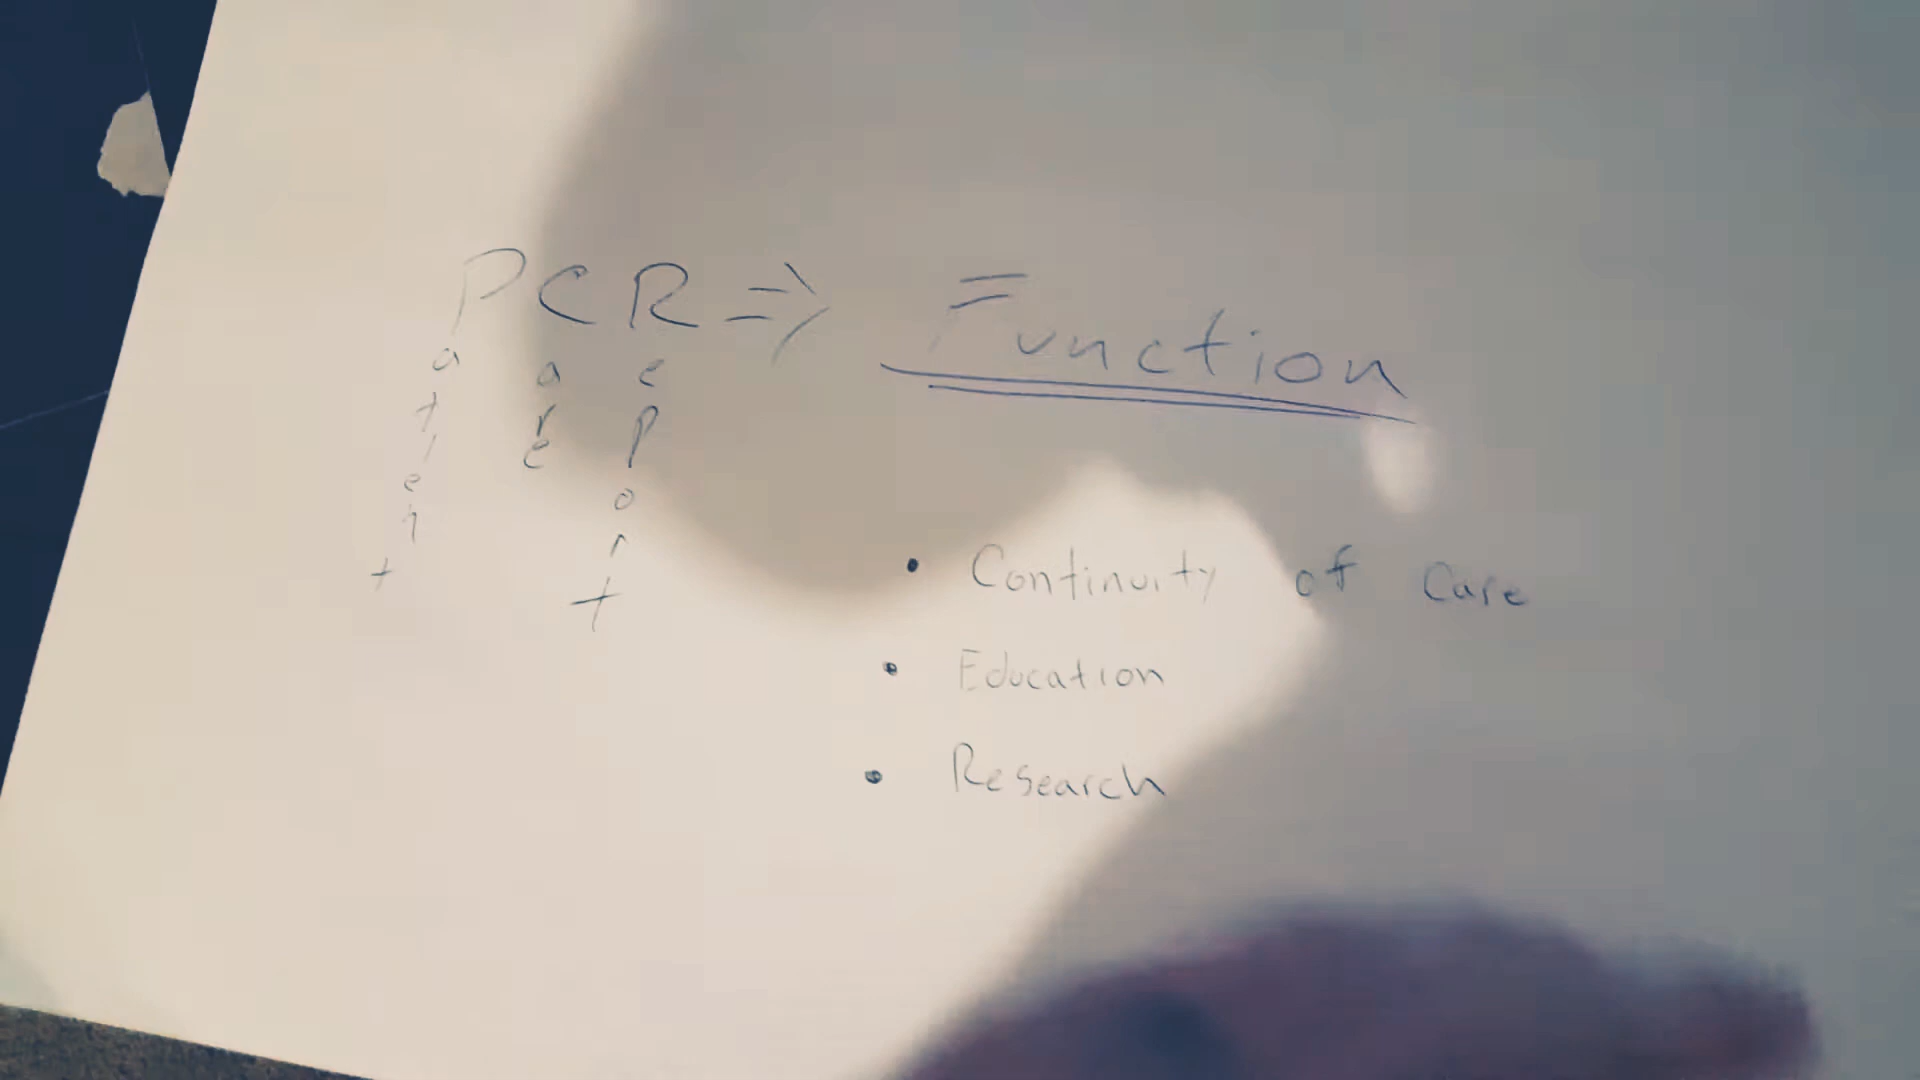 PCR => Function
Patient
Care
Report
• Continuity of Care
• Education
• Research